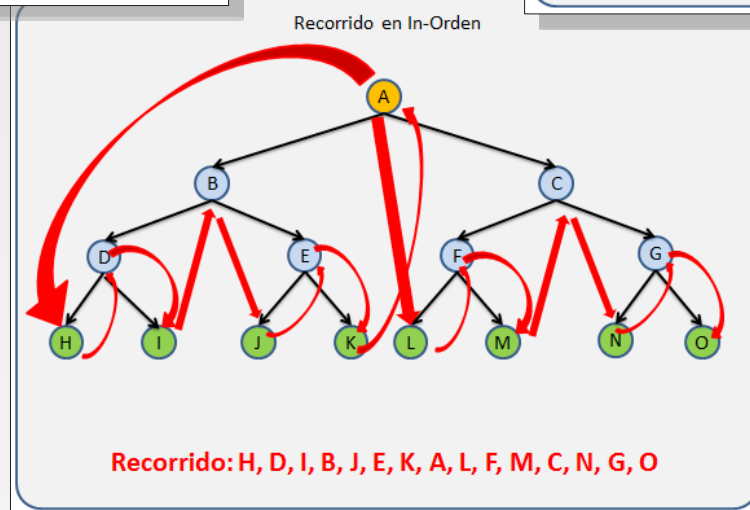 Recorrido en In-Orden
A
B
C
D
E
F
G
H
I
J
K
L
M
N
O
Recorrido: H, D, I, B, J, E, K, A, L, F, M, C, N, G, O